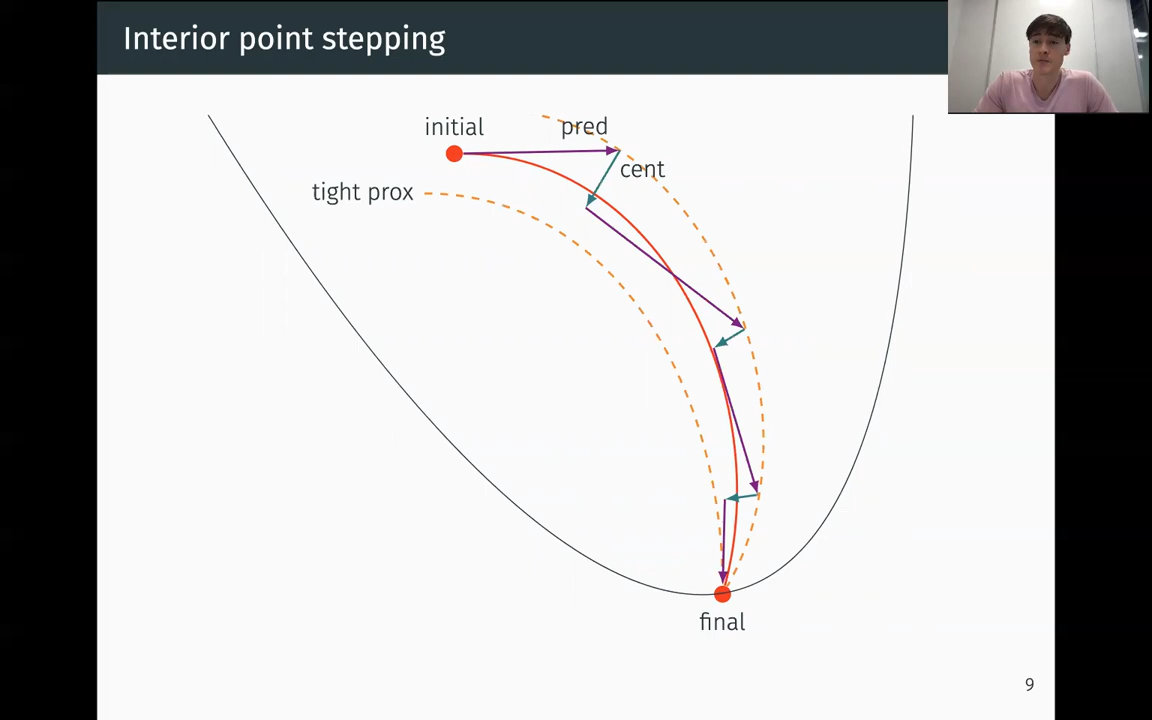 Interior point stepping
initial
pred
cent
tight prox
final
9